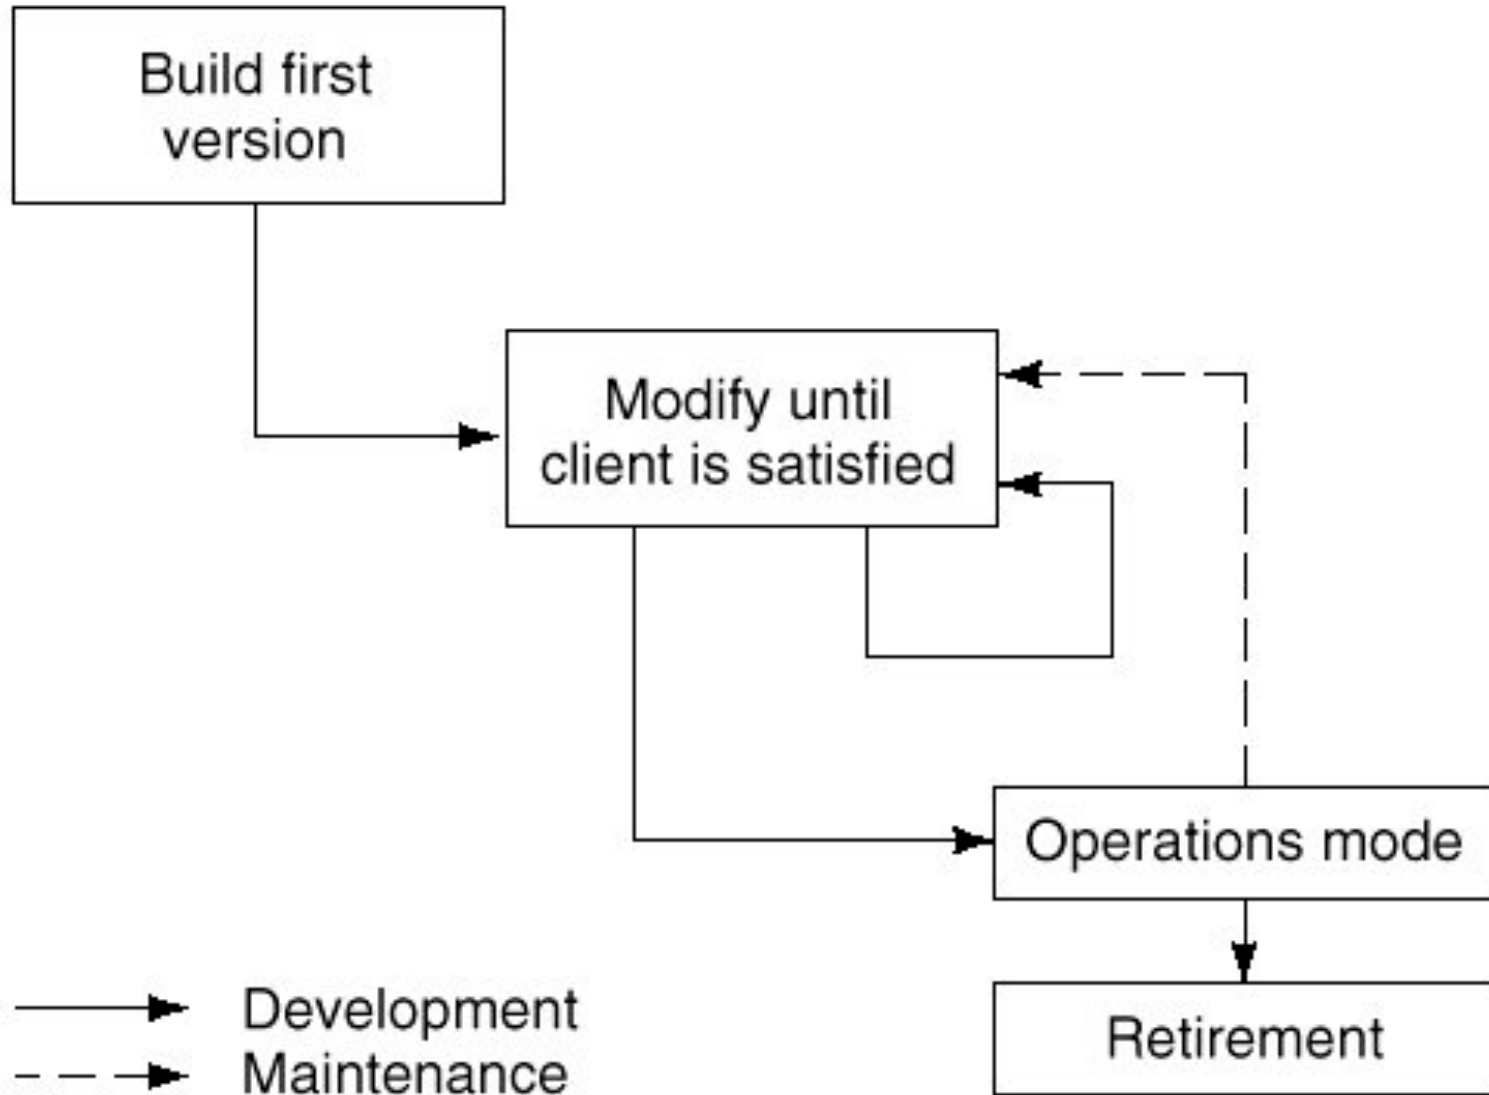 Build first
version
Modify until
client is satisfied
Operations mode
Retirement
Development
Maintenance